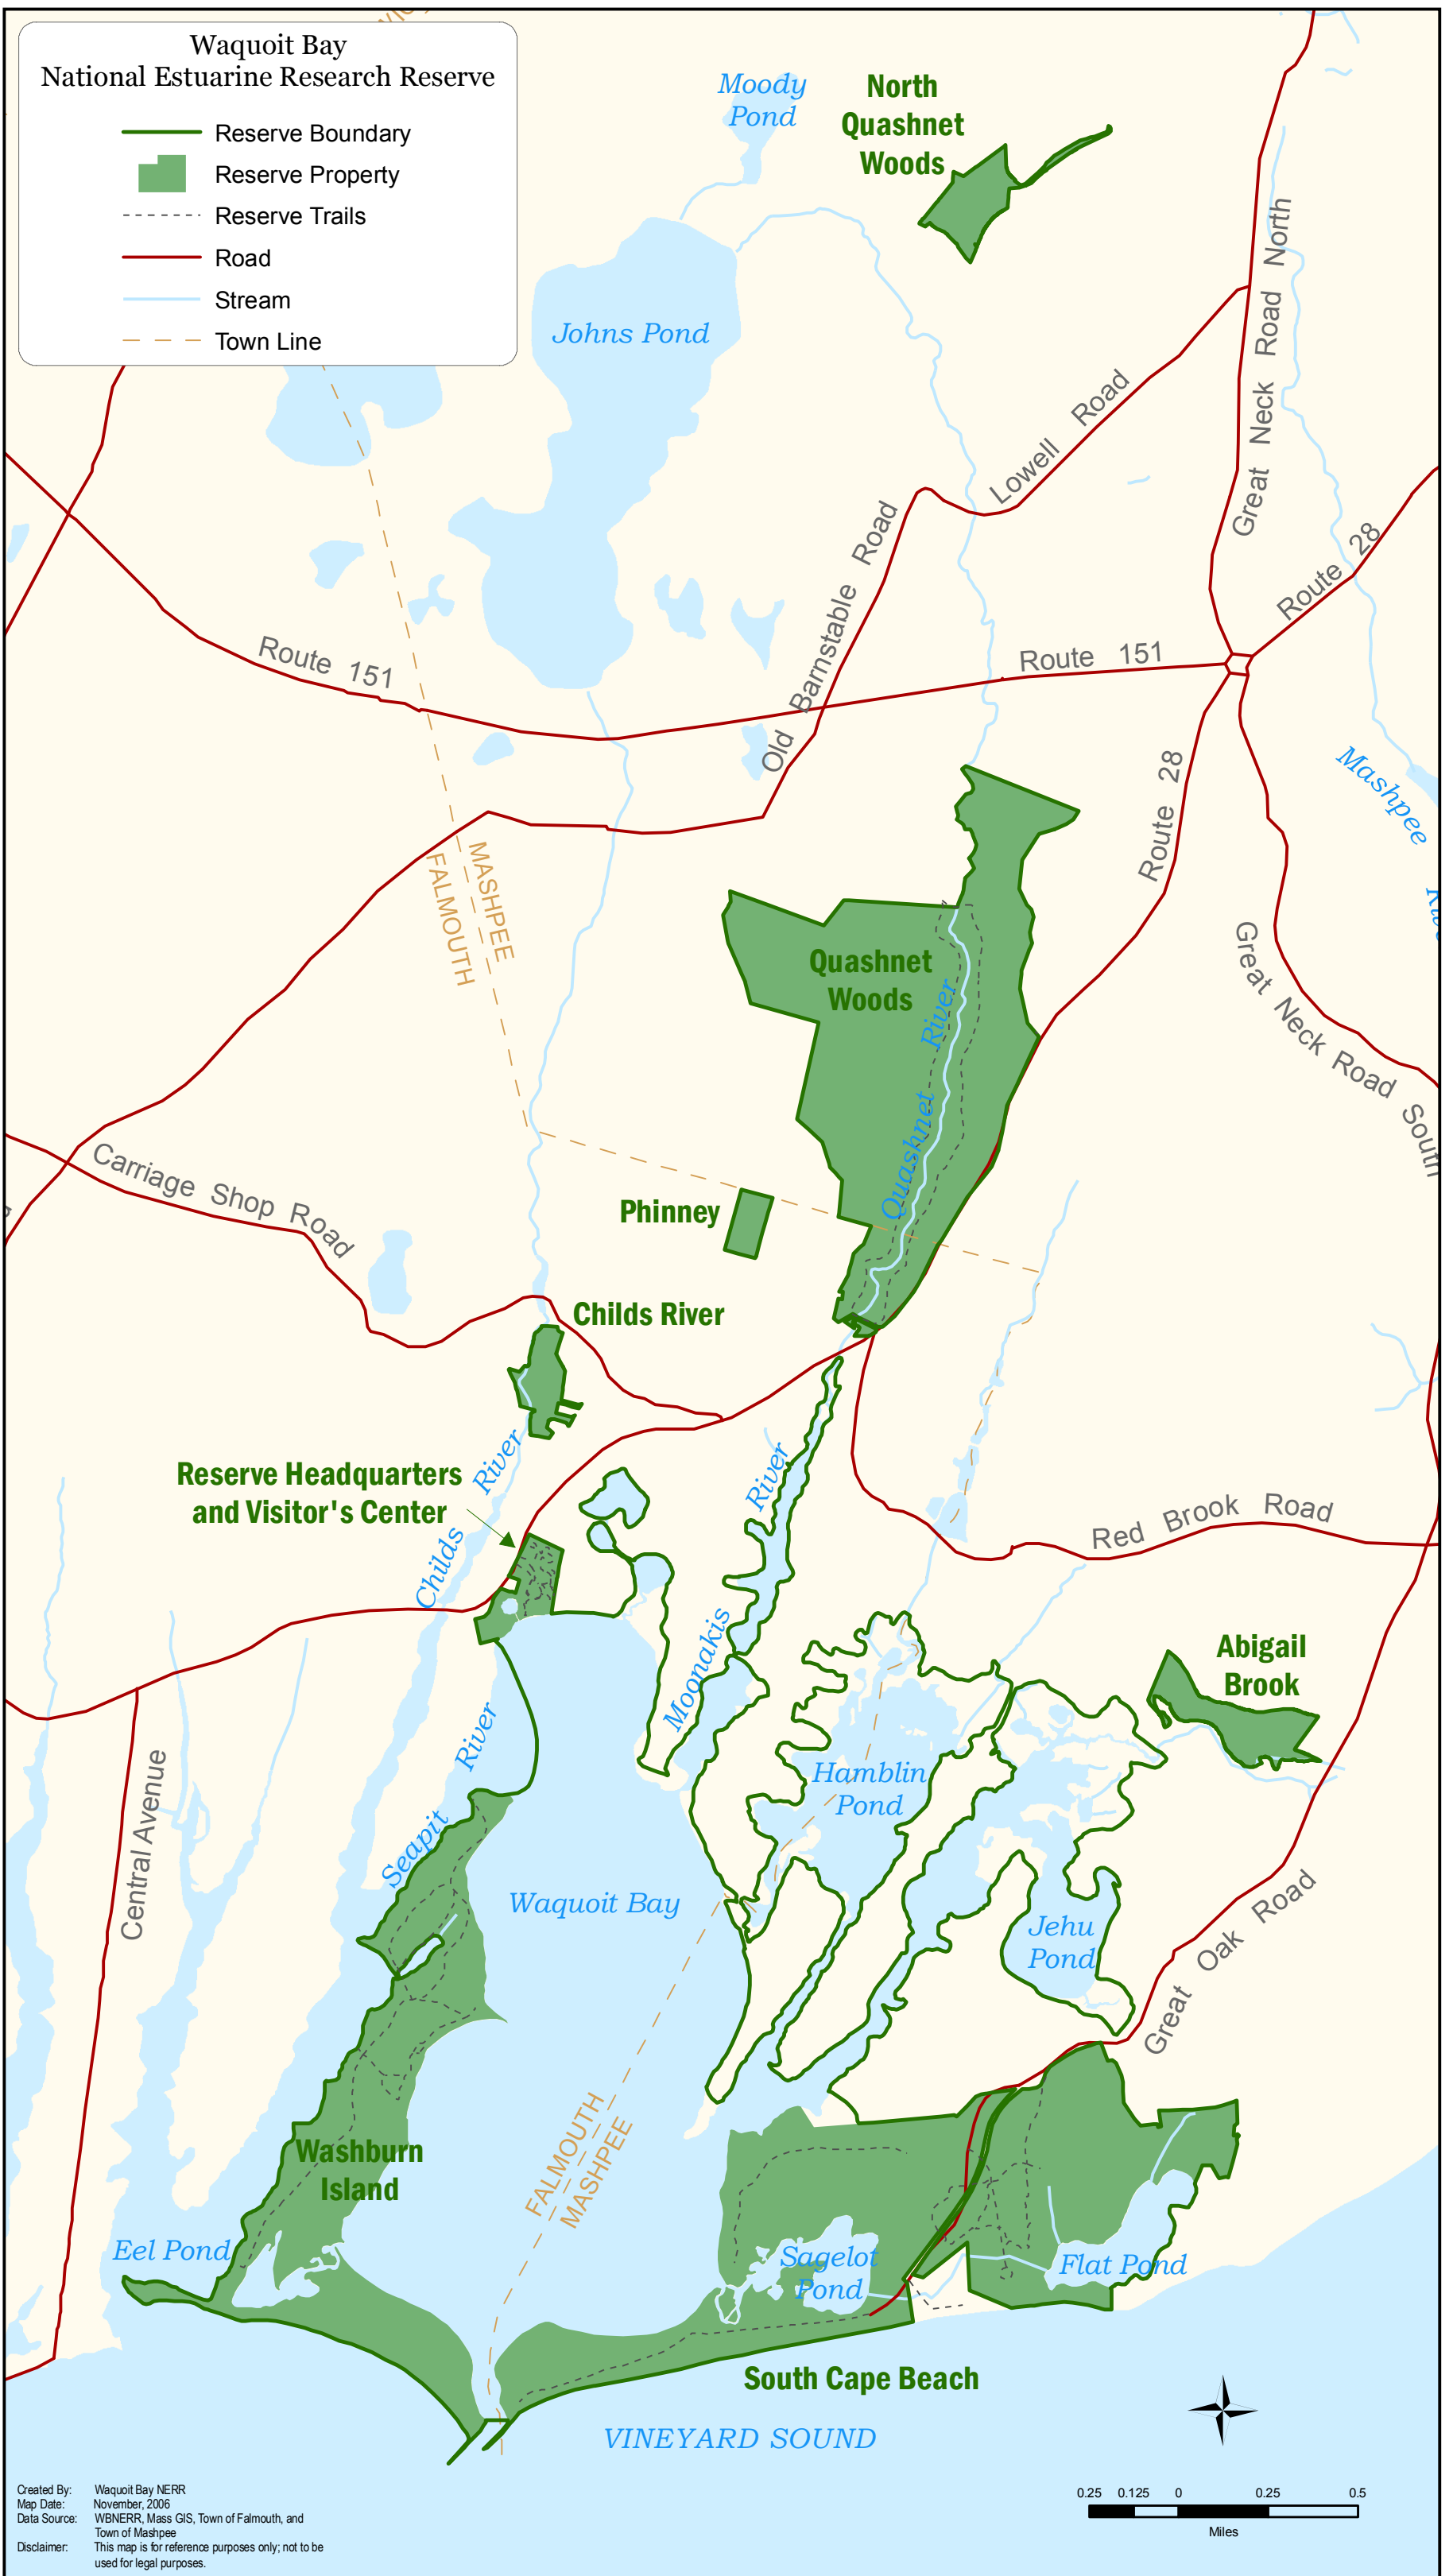 Waquoit Bay
National Estuarine Research Reserve
Reserve Boundary
Reserve Property
Reserve Trails
Road
Stream
Town Line
Moody
Pond
North
Quashnet
Woods
Johns Pond
Great Neck Road North
Lowell Road
Old Barnstable Road
Route 28
Route 151
Route 151
Route 28
Mashpee
MASHPEE
FALMOUTH
Quashnet
Woods
Quashnet River
Great Neck Road South
Carriage Shop Road
Phinney
Childs River
Reserve Headquarters
and Visitor's Center
Childs River
Moonakis River
Red Brook Road
Abigail
Brook
Central Avenue
Seapit River
Hamblin
Pond
Waquoit Bay
Jehu
Pond
Great Oak Road
FALMOUTH
MASHPEE
Washburn
Island
Eel Pond
Sagelot
Pond
Flat Pond
South Cape Beach
VINEYARD SOUND
Created By: Waquoit Bay NERR
Map Date: November, 2006
Data Source: WBNERR, Mass GIS, Town of Falmouth, and
Town of Mashpee
Disclaimer: This map is for reference purposes only; not to be
used for legal purposes.
0.25 0.125 0 0.25 0.5
Miles